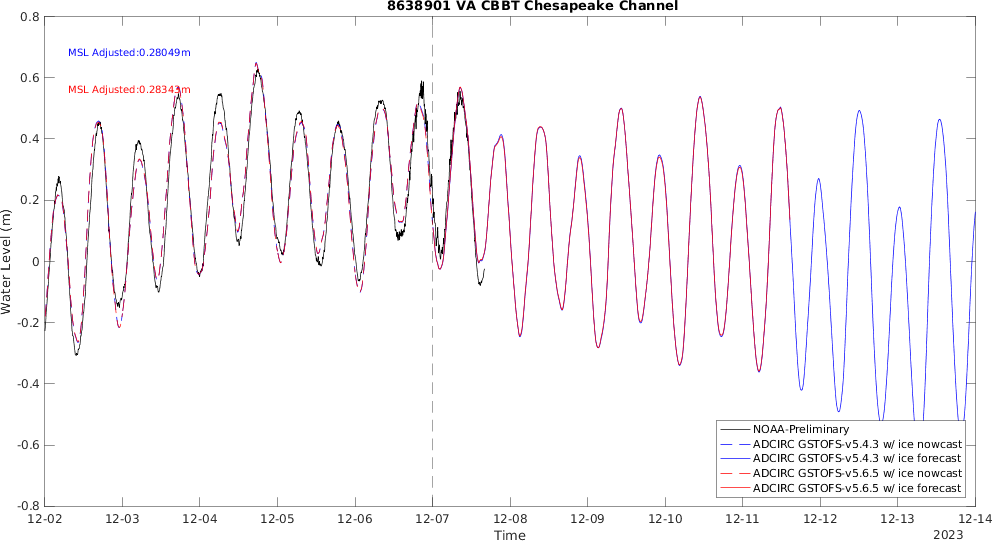 8638901 VA CBBT Chesapeake Channel
MSL Adjusted:0.28049m
MSL Adjusted:0.28343m
Water Level (m)
0.8
0.6
0.4
0.2
0
-0.2
-0.4
-0.6
-0.8
NOAA-Preliminary
ADCIRC GSTOFS-v5.4.3 w/ ice nowcast
ADCIRC GSTOFS-v5.4.3 w/ ice forecast
ADCIRC GSTOFS-v5.6.5 w/ ice nowcast
ADCIRC GSTOFS-v5.6.5 w/ ice forecast
12-02 12-03 12-04 12-05 12-06 12-07 12-08 12-09 12-10 12-11 12-12 12-13 12-14
Time
2023